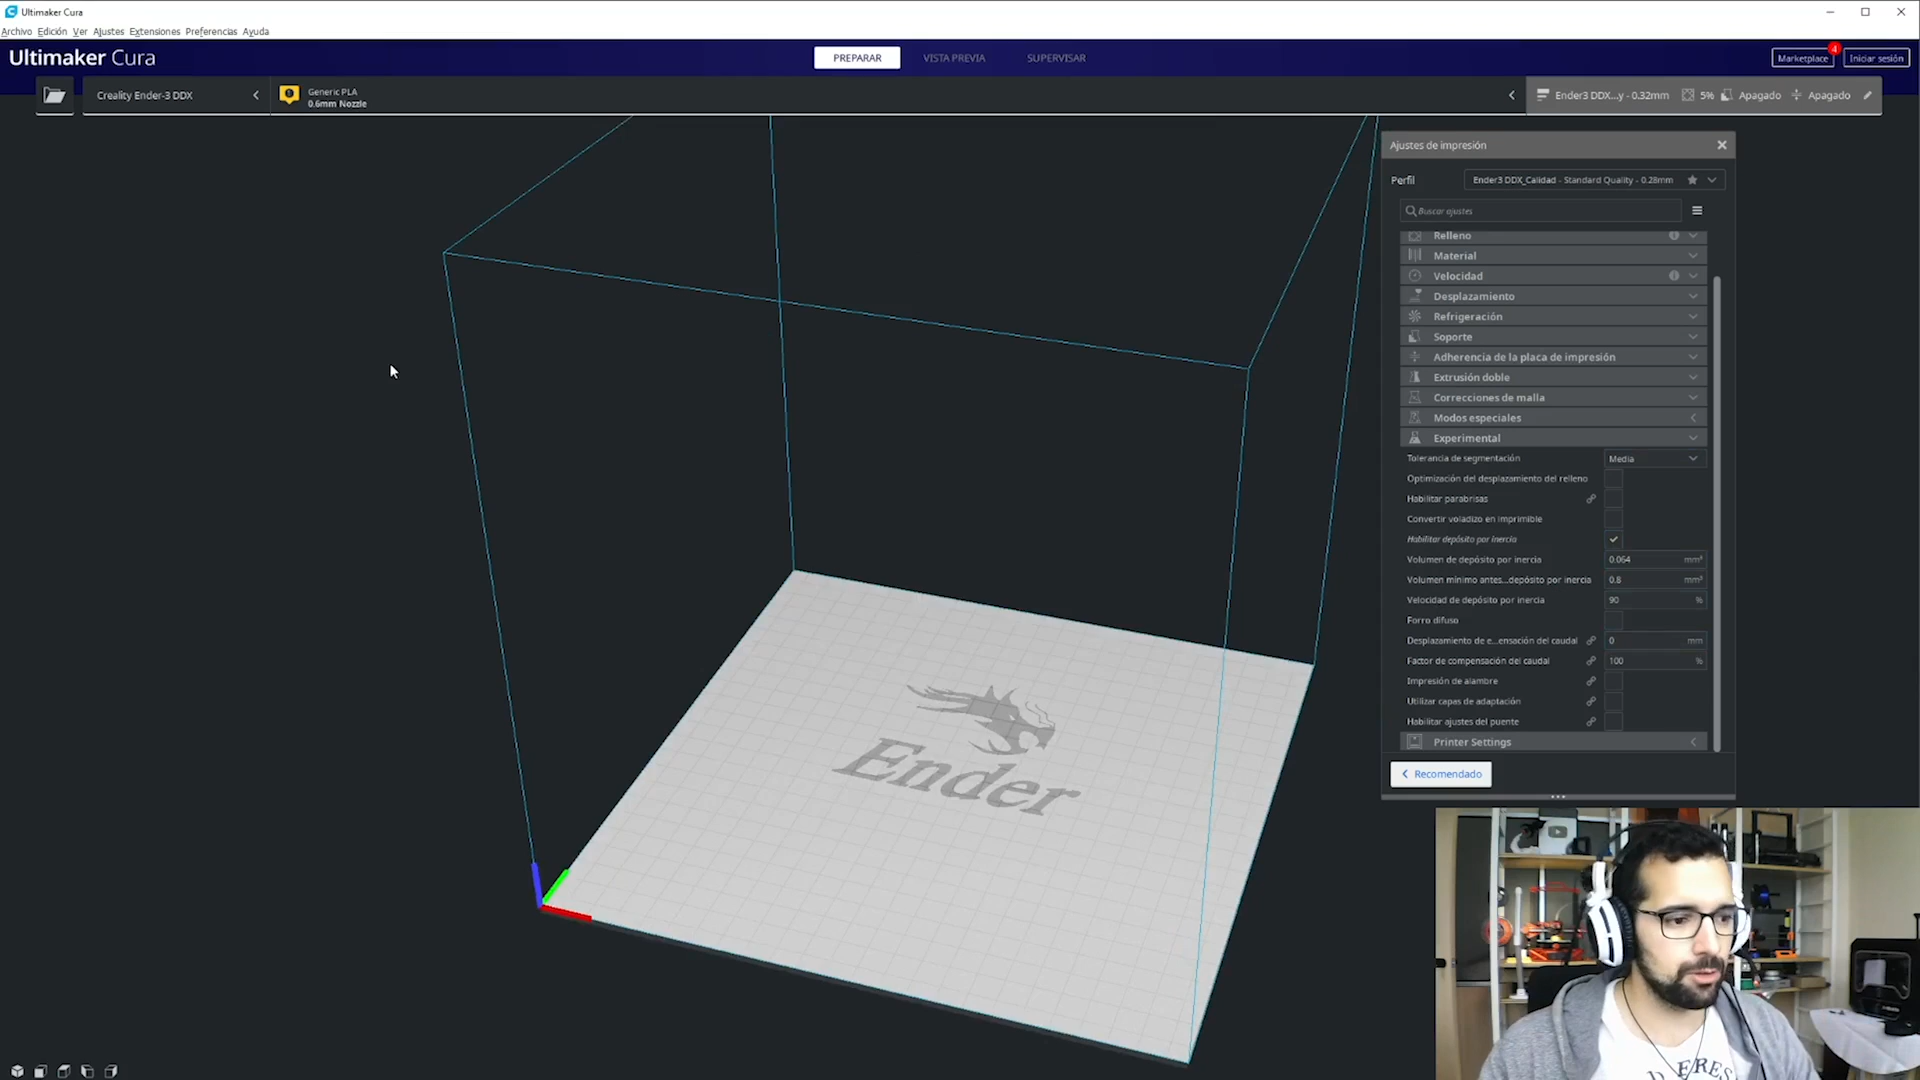 Ultimaker Cura
Archivo Edición Ver Ajustes Extensiones Preferencias Ayuda
Ultimaker Cura
PREPARAR
VISTA PREVIA
SUPERVISAR
Marketplace
4
Iniciar sesión
Creality Ender-3 DDX
Generic PLA
0.6mm Nozzle
Ender3 DDX...y - 0.32mm
5%
Apagado
Apagado
Ajustes de impresión
Perfil
Ender3 DDX_Calidad - Standard Quality - 0.28mm
Buscar ajustes
Relleno
Material
Velocidad
Desplazamiento
Refrigeración
Soporte
Adherencia de la placa de impresión
Extrusión doble
Correcciones de malla
Modos especiales
Experimental
Tolerancia de segmentación Media
Optimización del desplazamiento del relleno
Habilitar parabrisas
Convertir voladizo en imprimible
Habilitar depósito por inercia
Volumen de depósito por inercia 0.064 mm³
Volumen mínimo antes...depósito por inercia 0.8 mm³
Velocidad de depósito por inercia 90 %
Forro difuso
Desplazamiento de e...ensación del caudal 0 mm
Factor de compensación del caudal 100 %
Impresión de alambre
Utilizar capas de adaptación
Habilitar ajustes del puente
Printer Settings
Recomendado
Ender